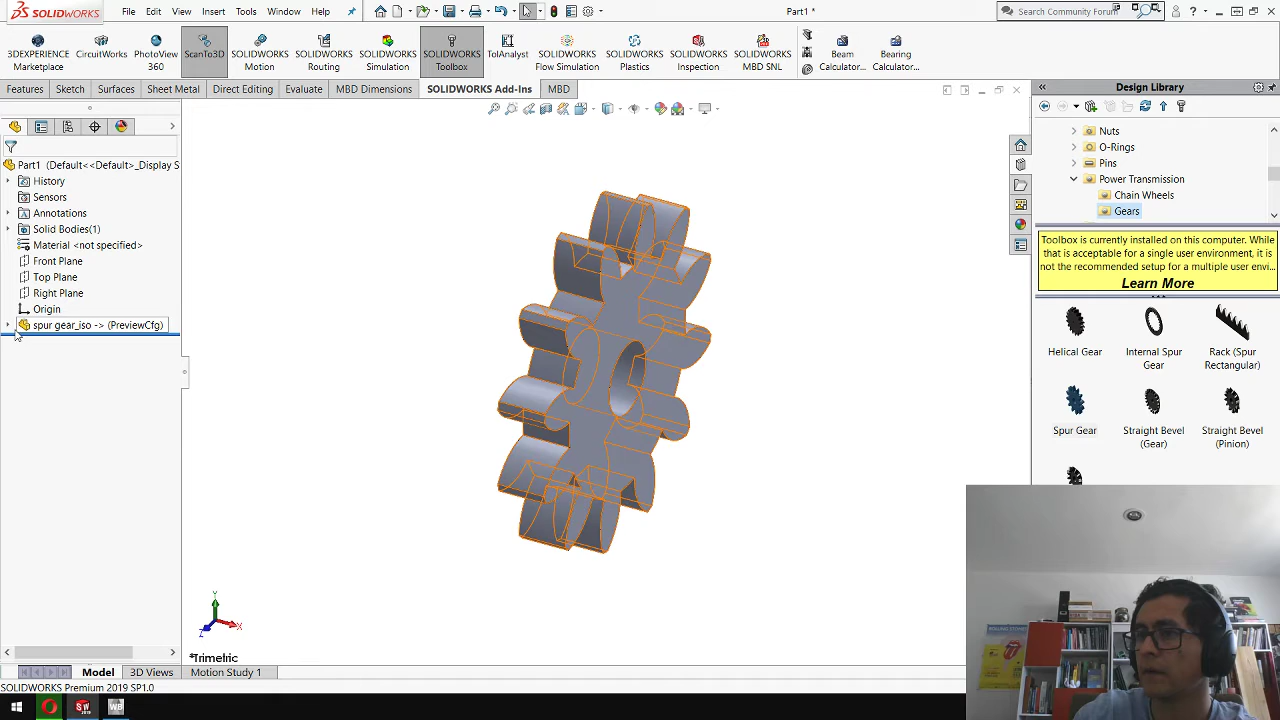 SOLIDWORKS
File
Edit
View
Insert
Tools
Window
Help
Part1 *
Search Community Forum
3DEXPERIENCE
Marketplace
CircuitWorks
PhotoView
360
ScanTo3D
SOLIDWORKS
Motion
SOLIDWORKS
Routing
SOLIDWORKS
Simulation
SOLIDWORKS
Toolbox
TolAnalyst
SOLIDWORKS
Flow Simulation
SOLIDWORKS
Plastics
SOLIDWORKS
Inspection
SOLIDWORKS
MBD SNL
Beam
Calculator...
Bearing
Calculator...
Features
Sketch
Surfaces
Sheet Metal
Direct Editing
Evaluate
MBD Dimensions
SOLIDWORKS Add-Ins
MBD
Design Library
Part1 (Default<<Default>_Display S
History
Sensors
Annotations
Solid Bodies(1)
Material <not specified>
Front Plane
Top Plane
Right Plane
Origin
spur gear_iso -> (PreviewCfg)
Nuts
O-Rings
Pins
Power Transmission
Chain Wheels
Gears
Toolbox is currently installed on this computer. While
that is acceptable for a single user environment, it is
not the recommended setup for a multiple user envi...
Learn More
Helical Gear
Internal Spur
Gear
Rack (Spur
Rectangular)
Spur Gear
Straight Bevel
(Gear)
Straight Bevel
(Pinion)
Y
X
Z
*Trimetric
Model
3D Views
Motion Study 1
SOLIDWORKS Premium 2019 SP1.0